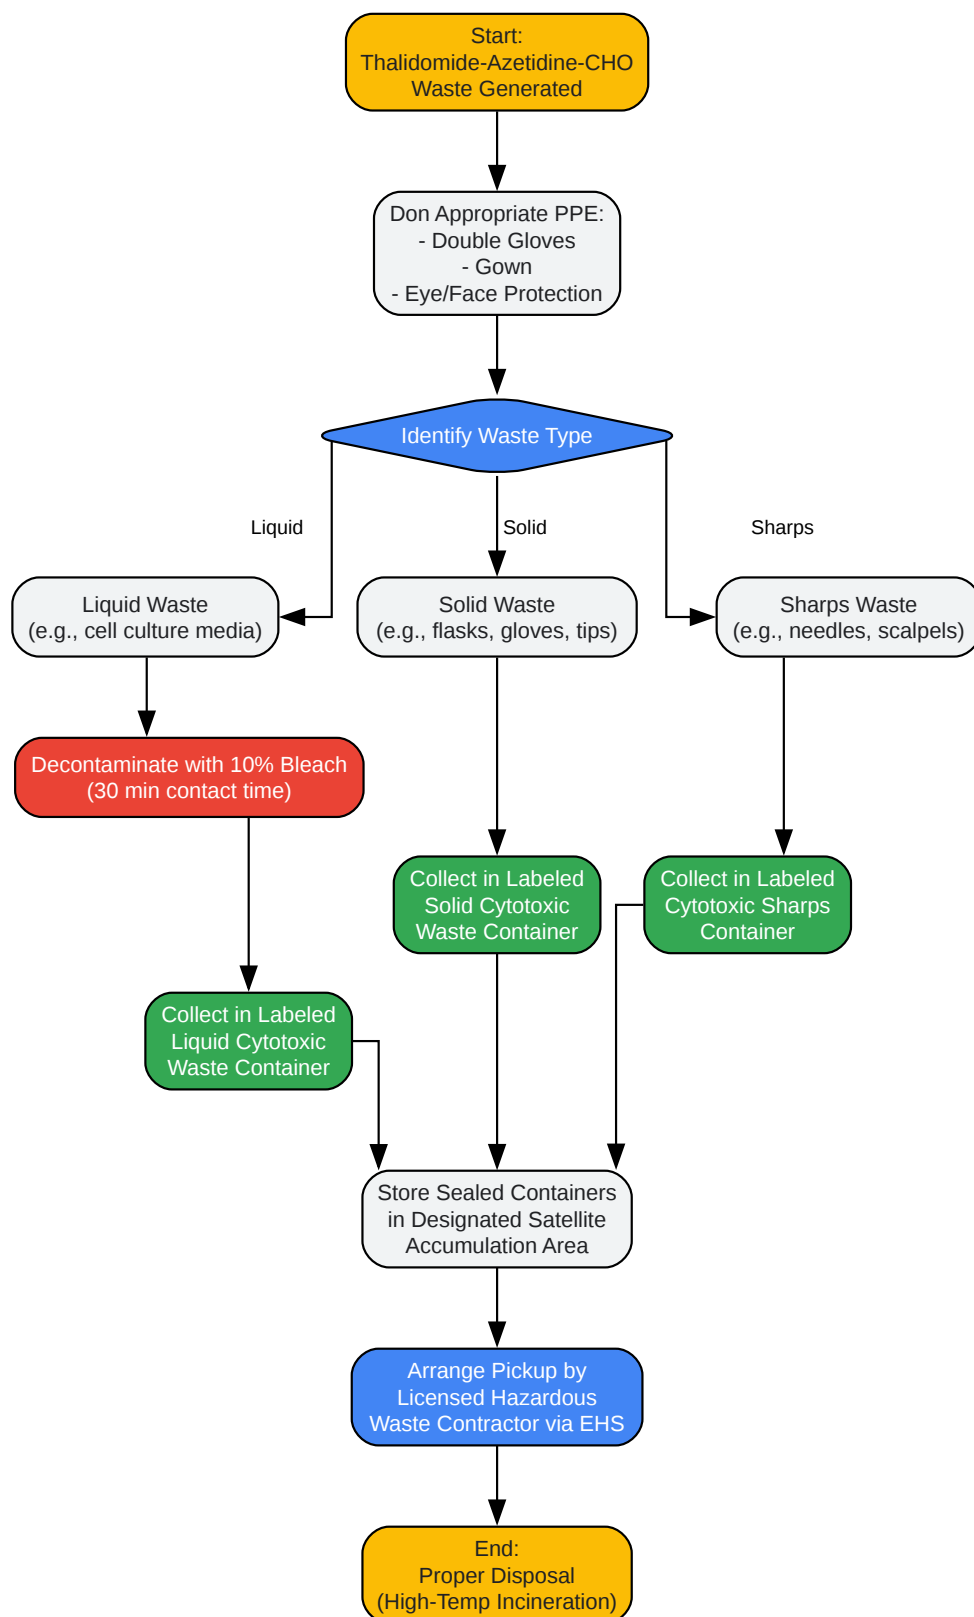 Start:
Thalidomide-Azetidine-CHO
Waste Generated
Don Appropriate PPE:
- Double Gloves
- Gown
- Eye/Face Protection
Identify Waste Type
Liquid
Solid
Sharps
Liquid Waste
(e.g., cell culture media)
Solid Waste
(e.g., flasks, gloves, tips)
Sharps Waste
(e.g., needles, scalpels)
Decontaminate with 10% Bleach
(30 min contact time)
Collect in Labeled
Solid Cytotoxic
Waste Container
Collect in Labeled
Cytotoxic Sharps
Container
Collect in Labeled
Liquid Cytotoxic
Waste Container
Store Sealed Containers
in Designated Satellite
Accumulation Area
Arrange Pickup by
Licensed Hazardous
Waste Contractor via EHS
End:
Proper Disposal
(High-Temp Incineration)